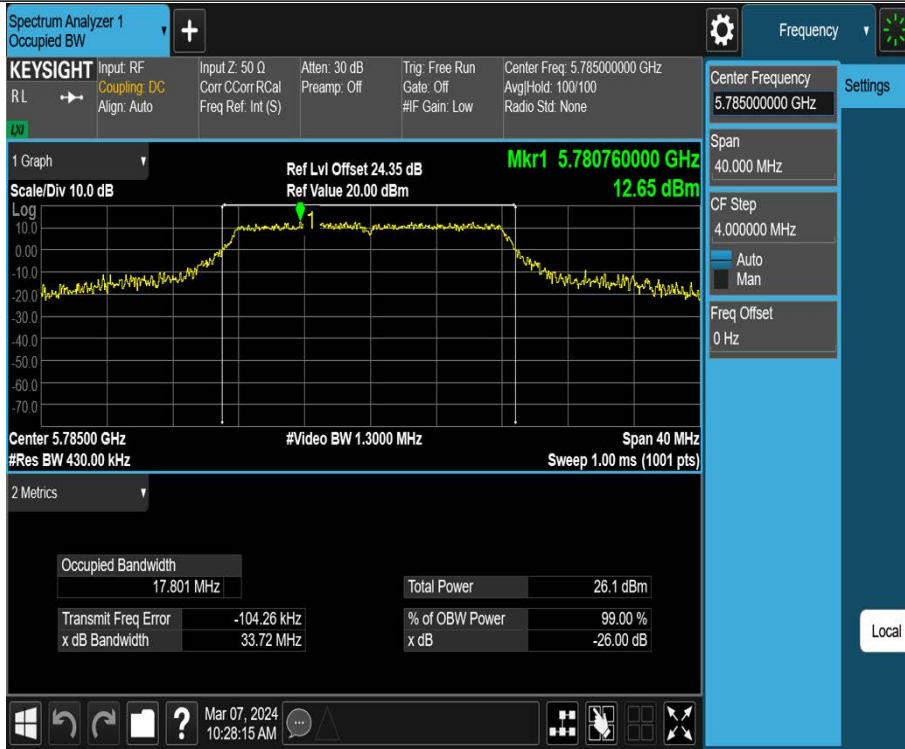 Spectrum Analyzer 1
Occupied BW
+
Frequency
KEYSIGHT
R L
LXI
Input: RF
Coupling: DC
Align: Auto
Input Z: 50 Ω
Corr CCorr RCal
Freq Ref: Int (S)
Atten: 30 dB
Preamp: Off
Trig: Free Run
Gate: Off
#IF Gain: Low
Center Freq: 5.785000000 GHz
Avg|Hold: 100/100
Radio Std: None
Center Frequency
5.785000000 GHz
Settings
Span
40.000 MHz
CF Step
4.000000 MHz
Auto
Man
Freq Offset
0 Hz
Local
1 Graph
Scale/Div 10.0 dB
Ref Lvl Offset 24.35 dB
Ref Value 20.00 dBm
Mkr1 5.780760000 GHz
12.65 dBm
Log
10.0
0.00
-10.0
-20.0
-30.0
-40.0
-50.0
-60.0
-70.0
1
Center 5.78500 GHz
#Video BW 1.3000 MHz
Span 40 MHz
#Res BW 430.00 kHz
Sweep 1.00 ms (1001 pts)
2 Metrics
Occupied Bandwidth
17.801 MHz
Total Power 26.1 dBm
Transmit Freq Error -104.26 kHz
% of OBW Power 99.00 %
x dB Bandwidth 33.72 MHz
x dB -26.00 dB
?
Mar 07, 2024
10:28:15 AM